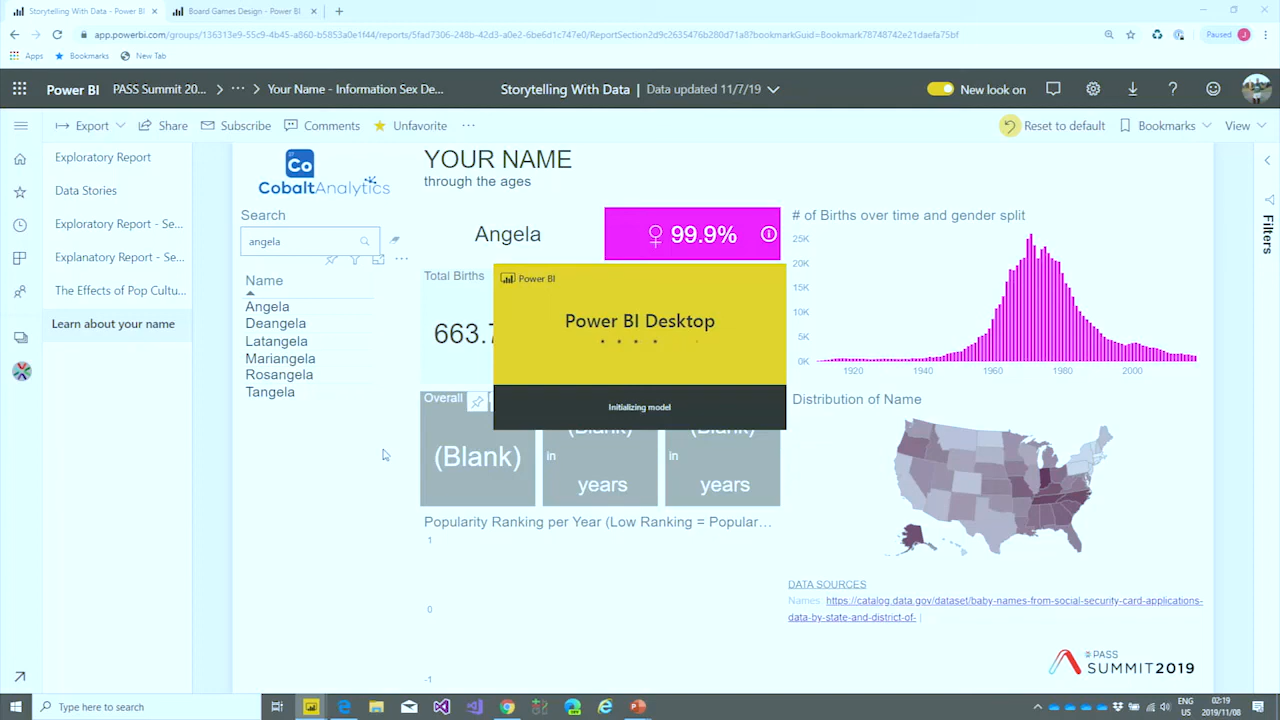 Storytelling With Data - Power BI
Board Games Design - Power BI
app.powerbi.com/groups/136313e9-55c9-4b45-a860-b5853a0e1f44/reports/5fad7306-248b-42d3-a0e2-6be6d1c747e0/ReportSection2d9c2635476b280d71a8?bookmarkGuid=Bookmark78748742e21daefa75bf
Paused
J
Apps
Bookmarks
New Tab
Power BI
PASS Summit 20...
Your Name - Information Sex De...
Storytelling With Data
Data updated 11/7/19
New look on
Export
Share
Subscribe
Comments
Unfavorite
Reset to default
Bookmarks
View
Exploratory Report
Data Stories
Exploratory Report - Se...
Explanatory Report - Se...
The Effects of Pop Cultu...
Learn about your name
Co
CobaltAnalytics
YOUR NAME
through the ages
Search
angela
Name
Angela
Deangela
Latangela
Mariangela
Rosangela
Tangela
Angela
♀ 99.9%
Total Births
663.7
Power BI
Power BI Desktop
Initializing model
Overall
(Blank)
(Blank)
in
years
(Blank)
in
years
Popularity Ranking per Year (Low Ranking = Popular...
1
0
-1
# of Births over time and gender split
25K
20K
15K
10K
5K
0K
1920
1940
1960
1980
2000
Distribution of Name
DATA SOURCES
Names: https://catalog.data.gov/dataset/baby-names-from-social-security-card-applications-
data-by-state-and-district-of- |
PASS
SUMMIT2019
Filters
Type here to search
ENG
US
02:19
2019/11/08